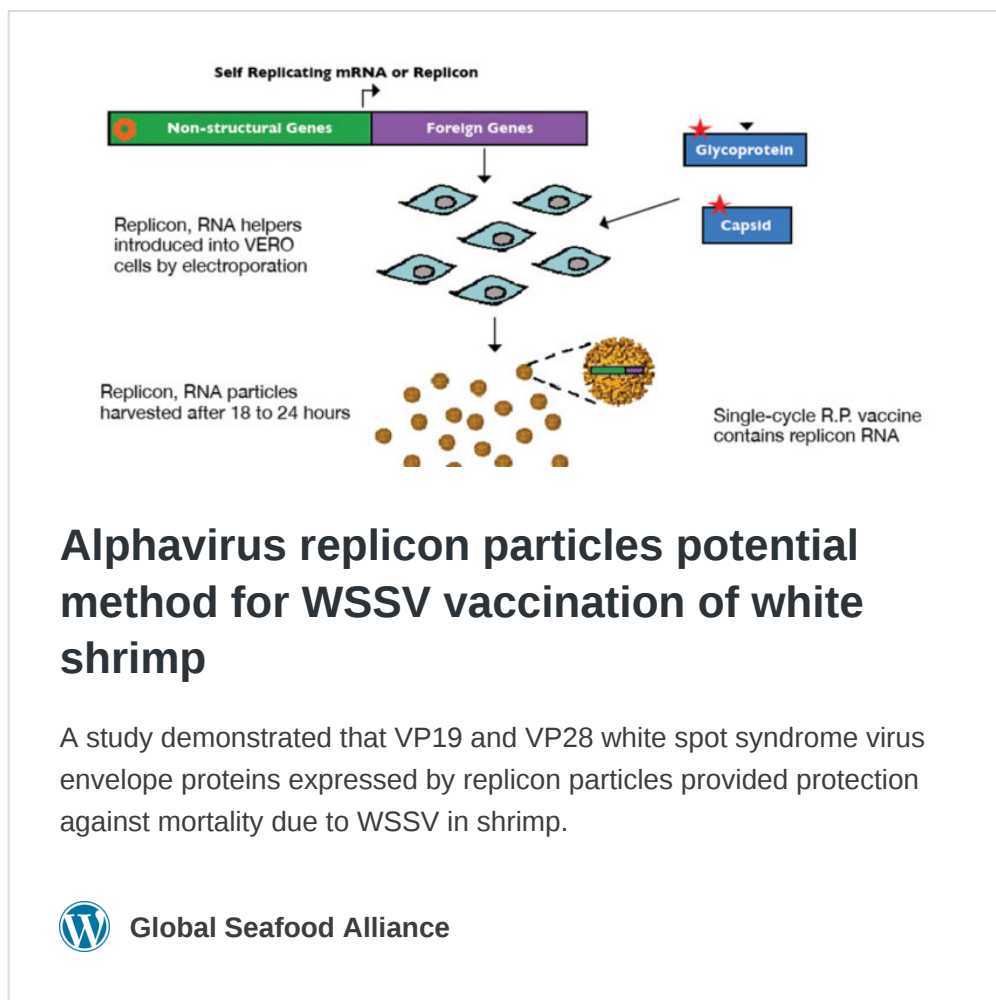 Self Replicating mRNA or Replicon
Non-structural Genes
Foreign Genes
Glycoprotein
Capsid
Replicon, RNA helpers
introduced into VERO
cells by electroporation
Replicon, RNA particles
harvested after 18 to 24 hours
Single-cycle R.P. vaccine
contains replicon RNA
Alphavirus replicon particles potential
method for WSSV vaccination of white
shrimp
A study demonstrated that VP19 and VP28 white spot syndrome virus
envelope proteins expressed by replicon particles provided protection
against mortality due to WSSV in shrimp.
Global Seafood Alliance